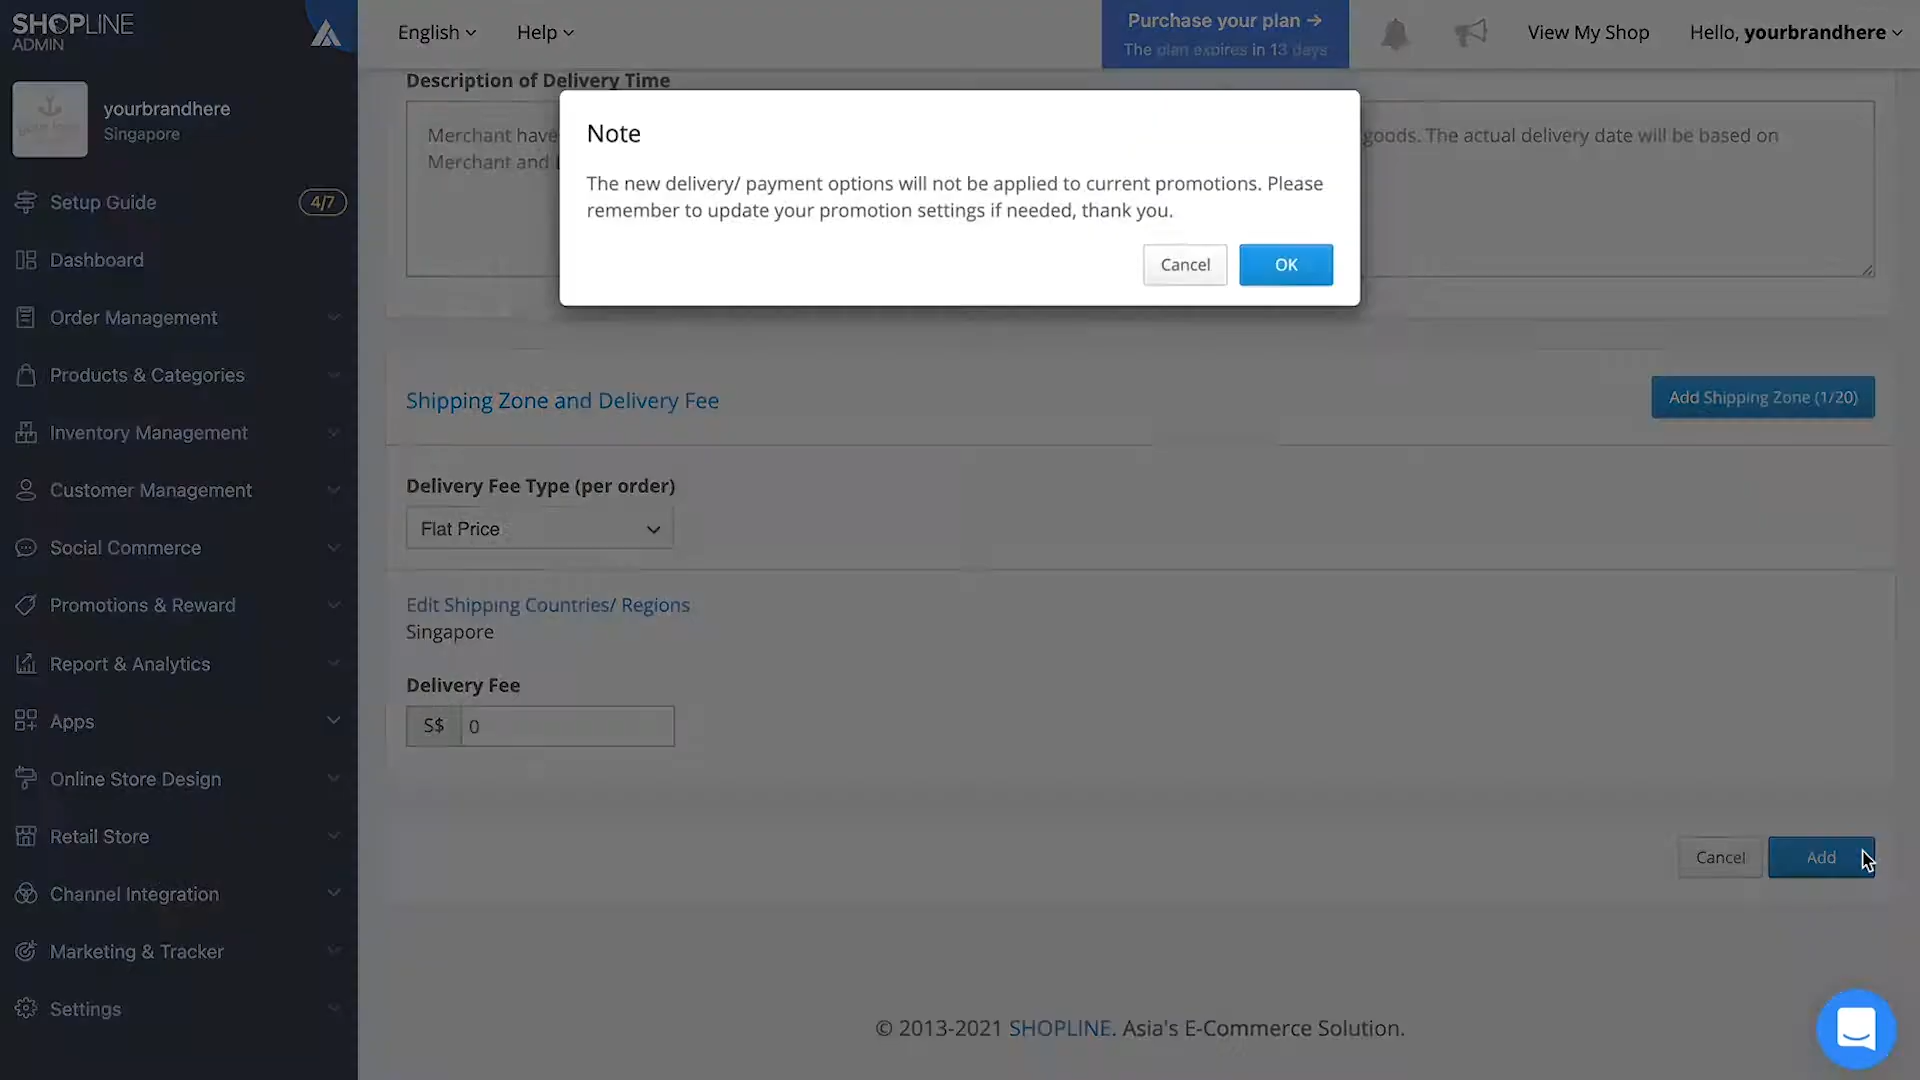 SHOPLINE
ADMIN
English
Help
Purchase your plan →
The plan expires in 13 days
View My Shop
Hello, yourbrandhere
yourbrandhere
Singapore
Setup Guide
4/7
Dashboard
Order Management
Products & Categories
Inventory Management
Customer Management
Social Commerce
Promotions & Reward
Report & Analytics
Apps
Online Store Design
Retail Store
Channel Integration
Marketing & Tracker
Settings
Description of Delivery Time
Merchant have
goods. The actual delivery date will be based on
Merchant and
Note
The new delivery/ payment options will not be applied to current promotions. Please
remember to update your promotion settings if needed, thank you.
Cancel
OK
Shipping Zone and Delivery Fee
Add Shipping Zone (1/20)
Delivery Fee Type (per order)
Flat Price
Edit Shipping Countries/ Regions
Singapore
Delivery Fee
S$ 0
Cancel
Add
© 2013-2021 SHOPLINE. Asia's E-Commerce Solution.